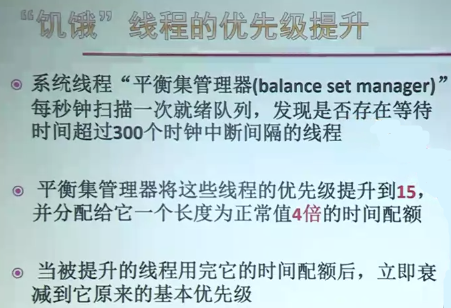 “饥饿”线程的优先级提升
系统线程“平衡集管理器(balance set manager)”
每秒钟扫描一次就绪队列，发现是否存在等待
时间超过300个时钟中断间隔的线程
平衡集管理器将这些线程的优先级提升到15，
并分配给它一个长度为正常值4倍的时间配额
当被提升的线程用完它的时间配额后，立即衰
减到它原来的基本优先级